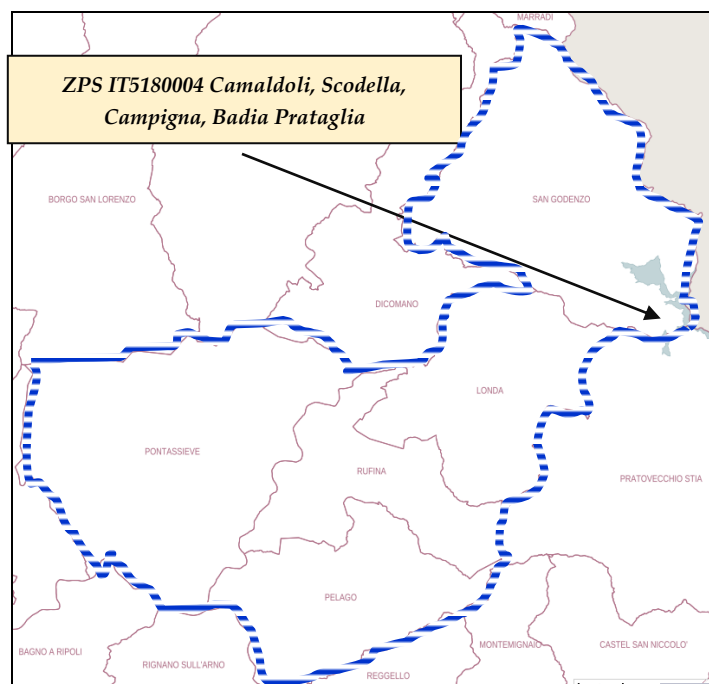 MARRADI
ZPS IT5180004 Camaldoli, Scodella,
Campigna, Badia Prataglia
BORGO SAN LORENZO
SAN GODENZO
DICOMANO
LONDA
PONTASSIEVE
RUFINA
PRATOVECCHIO STIA
PELAGO
MONTEMIGNAIO
CASTEL SAN NICCOLO'
BAGNO A RIPOLI
RIGNANO SULL'ARNO
REGGELLO